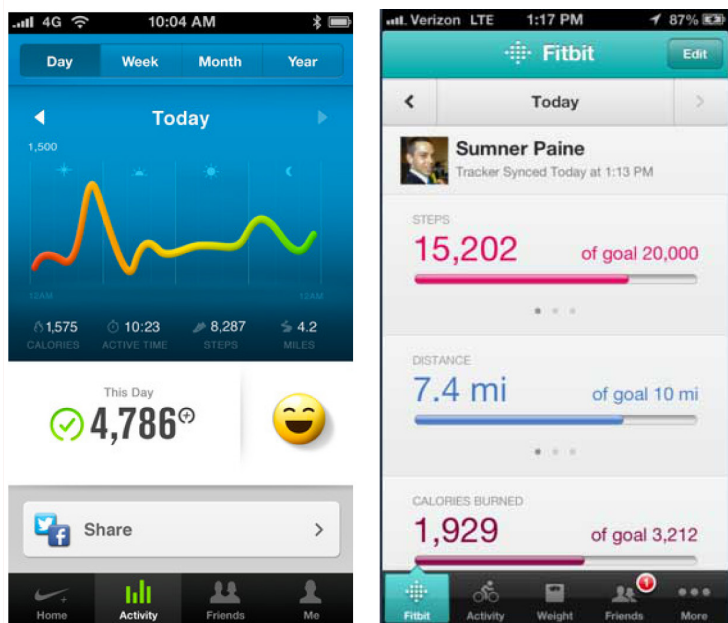 4G 10:04 AM
Day Week Month Year
Today
1,500
12AM 12AM
1,575 10:23 8,287 4.2
CALORIES ACTIVE TIME STEPS MILES
This Day
4,786
Share
Home Activity Friends Me
Verizon LTE 1:17 PM 87%
Fitbit Edit
Today
Sumner Paine
Tracker Synced Today at 1:13 PM
STEPS
15,202 of goal 20,000
DISTANCE
7.4 mi of goal 10 mi
CALORIES BURNED
1,929 of goal 3,212
1
Fitbit Activity Weight Friends More